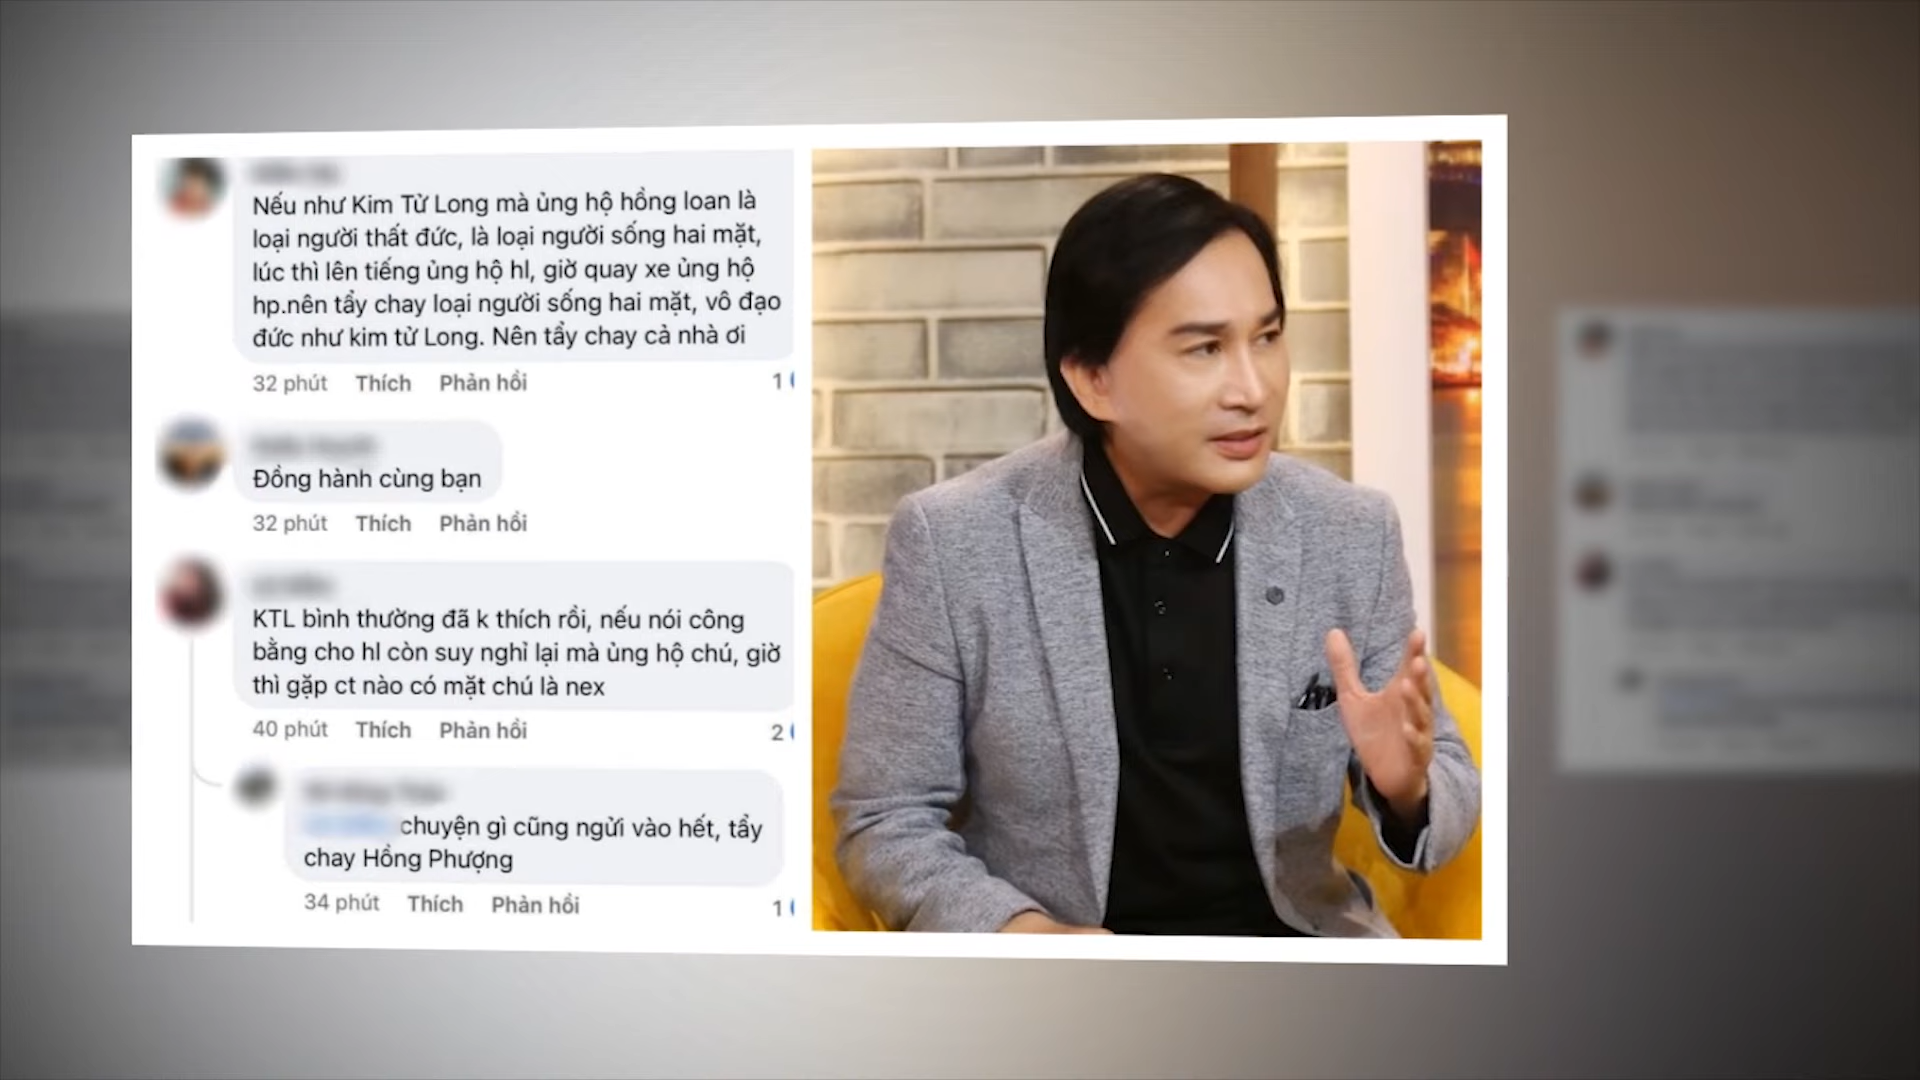 Nếu như Kim Tử Long mà ủng hộ hồng loan là
loại người thất đức, là loại người sống hai mặt,
lúc thì lên tiếng ủng hộ hl, giờ quay xe ủng hộ
hp.nên tẩy chay loại người sống hai mặt, vô đạo
đức như kim tử Long. Nên tẩy chay cả nhà ơi
32 phút Thích Phản hồi 1
Đồng hành cùng bạn
32 phút Thích Phản hồi
KTL bình thường đã k thích rồi, nếu nói công
bằng cho hl còn suy nghỉ lại mà ủng hộ chú, giờ
thì gặp ct nào có mặt chú là nex
40 phút Thích Phản hồi 2
chuyện gì cũng ngửi vào hết, tẩy
chay Hồng Phượng
34 phút Thích Phản hồi 1